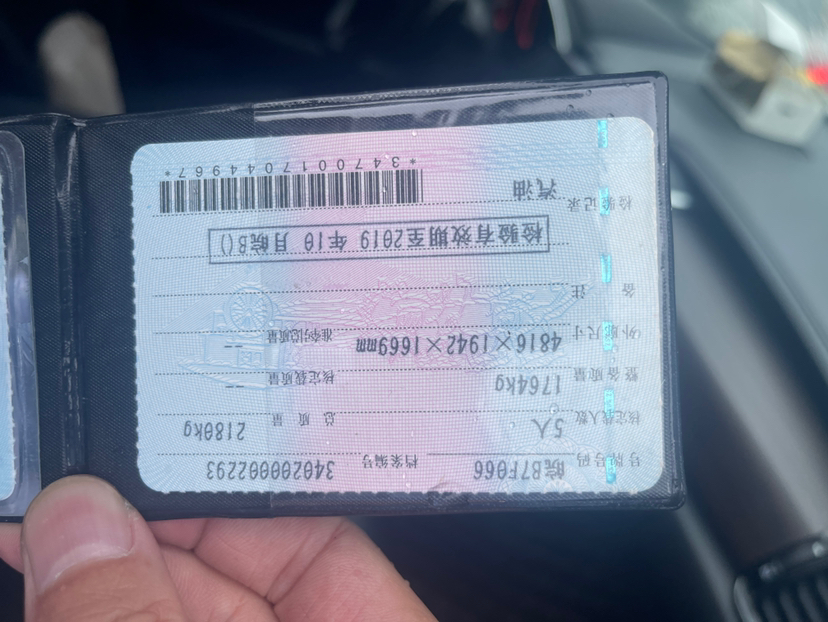 号牌号码 皖B7F066 档案编号 340200002293
核定载人数 5人 总质量 2180kg
整备质量 1764kg 核定载质量 --
外廓尺寸 4816×1942×1669mm 准牵引总质量 --
备注
检验有效期至2019 年10 月皖B()
检验记录 汽油
*3470017044967*